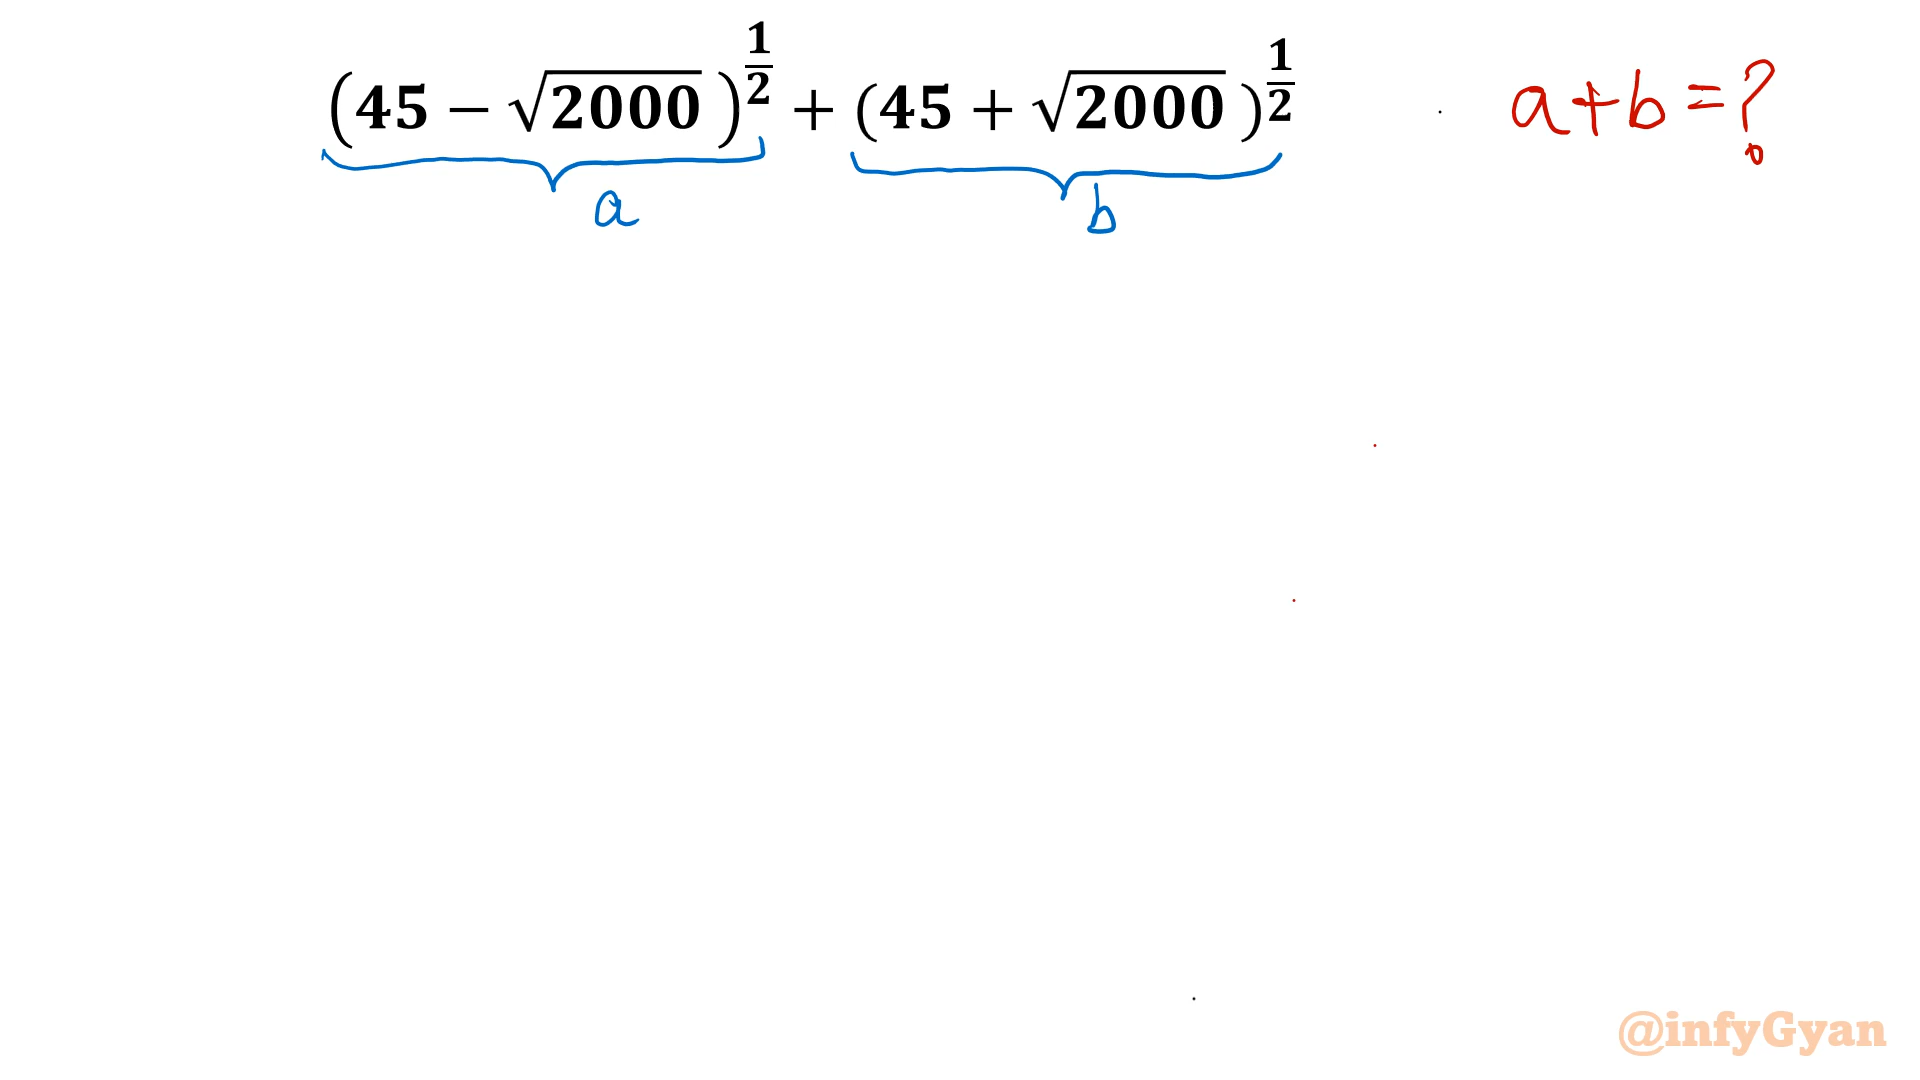 (45 − √2000)^(1/2) + (45 + √2000)^(1/2) a+b=?
a b
@infyGyan